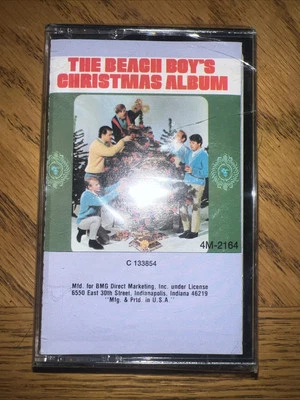 THE BEACH BOY'S
CHRISTMAS ALBUM
4M-2164
C 133854
Mfd. for BMG Direct Marketing, Inc. under License
6550 East 30th Street, Indianapolis, Indiana 46219
"Mfg. & Prtd. in U.S.A."